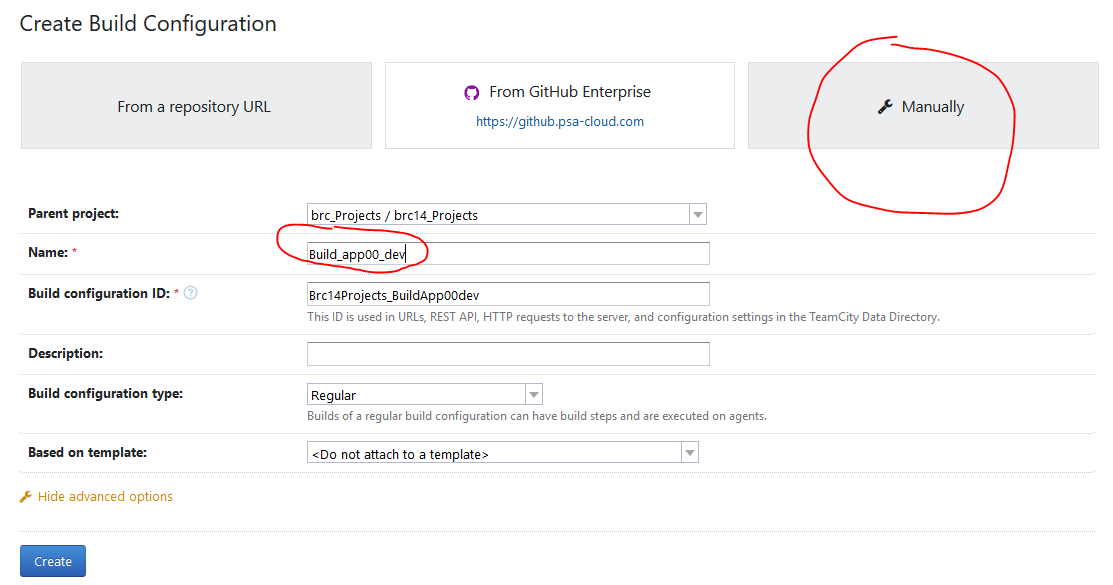 Create Build Configuration
From a repository URL
From GitHub Enterprise
https://github.psa-cloud.com
Manually
Parent project:
brc_Projects / brc14_Projects
Name: *
Build_app00_dev
Build configuration ID: * ?
Brc14Projects_BuildApp00dev
This ID is used in URLs, REST API, HTTP requests to the server, and configuration settings in the TeamCity Data Directory.
Description:
Build configuration type:
Regular
Builds of a regular build configuration can have build steps and are executed on agents.
Based on template:
<Do not attach to a template>
Hide advanced options
Create